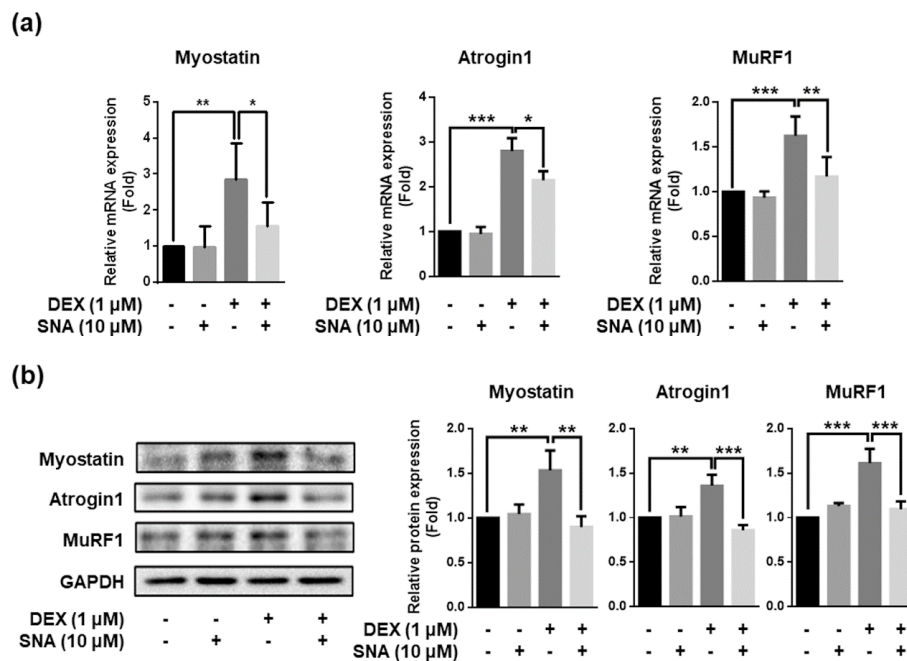 (a)
Myostatin
Atrogin1
MuRF1
Relative mRNA expression
(Fold)
5
4
3
2
1
0
** *
Relative mRNA expression
(Fold)
4
3
2
1
0
*** *
Relative mRNA expression
(Fold)
2.0
1.5
1.0
0.5
0.0
*** **
DEX (1 µM) - - + +
SNA (10 µM) - + - +
DEX (1 µM) - - + +
SNA (10 µM) - + - +
DEX (1 µM) - - + +
SNA (10 µM) - + - +
(b)
Myostatin
Atrogin1
MuRF1
GAPDH
DEX (1 µM) - - + +
SNA (10 µM) - + - +
Myostatin
Atrogin1
MuRF1
Relative protein expression
(Fold)
2.0
1.5
1.0
0.5
0.0
** **
2.0
1.5
1.0
0.5
0.0
** ***
2.0
1.5
1.0
0.5
0.0
*** ***
DEX (1 µM) - - + + - - + + - - + +
SNA (10 µM) - + - + - + - + - + - +